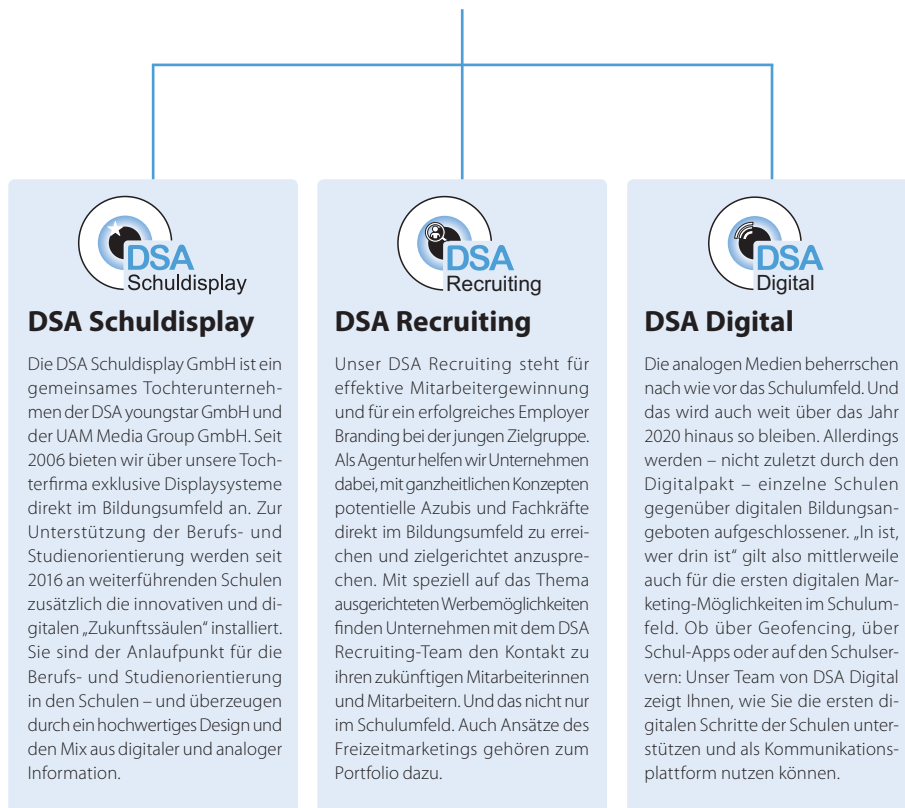 DSA
Schuldisplay
DSA Schuldisplay
Die DSA Schuldisplay GmbH ist ein
gemeinsames Tochterunterneh-
men der DSA youngstar GmbH und
der UAM Media Group GmbH. Seit
2006 bieten wir über unsere Toch-
terfirma exklusive Displaysysteme
direkt im Bildungsumfeld an. Zur
Unterstützung der Berufs- und
Studienorientierung werden seit
2016 an weiterführenden Schulen
zusätzlich die innovativen und di-
gitalen „Zukunftssäulen“ installiert.
Sie sind der Anlaufpunkt für die
Berufs- und Studienorientierung
in den Schulen – und überzeugen
durch ein hochwertiges Design und
den Mix aus digitaler und analoger
Information.
DSA
Recruiting
DSA Recruiting
Unser DSA Recruiting steht für
effektive Mitarbeitergewinnung
und für ein erfolgreiches Employer
Branding bei der jungen Zielgruppe.
Als Agentur helfen wir Unternehmen
dabei, mit ganzheitlichen Konzepten
potentielle Azubis und Fachkräfte
direkt im Bildungsumfeld zu errei-
chen und zielgerichtet anzuspre-
chen. Mit speziell auf das Thema
ausgerichteten Werbemöglichkeiten
finden Unternehmen mit dem DSA
Recruiting-Team den Kontakt zu
ihren zukünftigen Mitarbeiterinnen
und Mitarbeitern. Und das nicht nur
im Schulumfeld. Auch Ansätze des
Freizeitmarketings gehören zum
Portfolio dazu.
DSA
Digital
DSA Digital
Die analogen Medien beherrschen
nach wie vor das Schulumfeld. Und
das wird auch weit über das Jahr
2020 hinaus so bleiben. Allerdings
werden – nicht zuletzt durch den
Digitalpakt – einzelne Schulen
gegenüber digitalen Bildungsan-
geboten aufgeschlossener. „In ist,
wer drin ist“ gilt also mittlerweile
auch für die ersten digitalen Mar-
keting-Möglichkeiten im Schulum-
feld. Ob über Geofencing, über
Schul-Apps oder auf den Schulser-
vern: Unser Team von DSA Digital
zeigt Ihnen, wie Sie die ersten di-
gitalen Schritte der Schulen unter-
stützen und als Kommunikations-
plattform nutzen können.